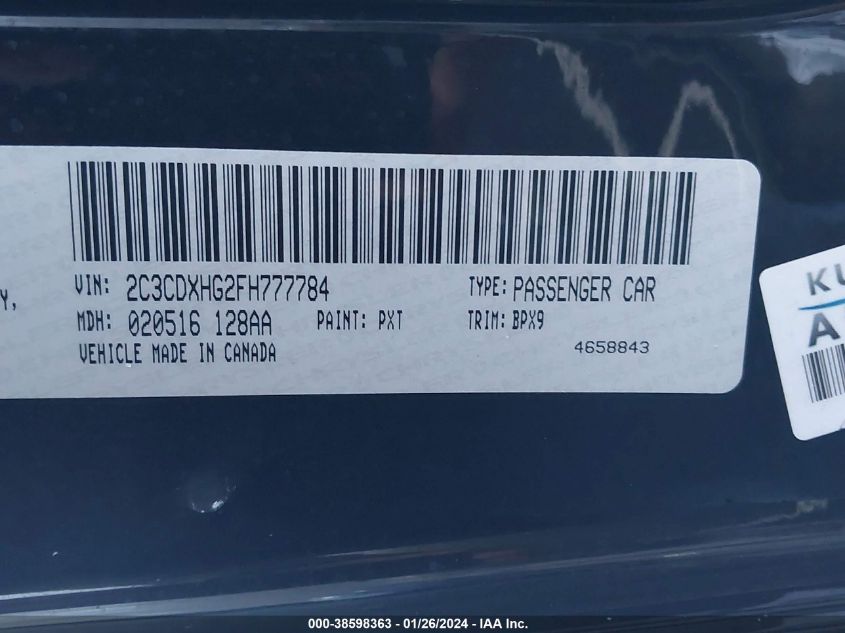 Y,
VIN: 2C3CDXHG2FH777784 TYPE: PASSENGER CAR
MDH: 020516 128AA PAINT: PXT TRIM: BPX9
VEHICLE MADE IN CANADA 4658843
KU
A
000-38598363 - 01/26/2024 - IAA Inc.